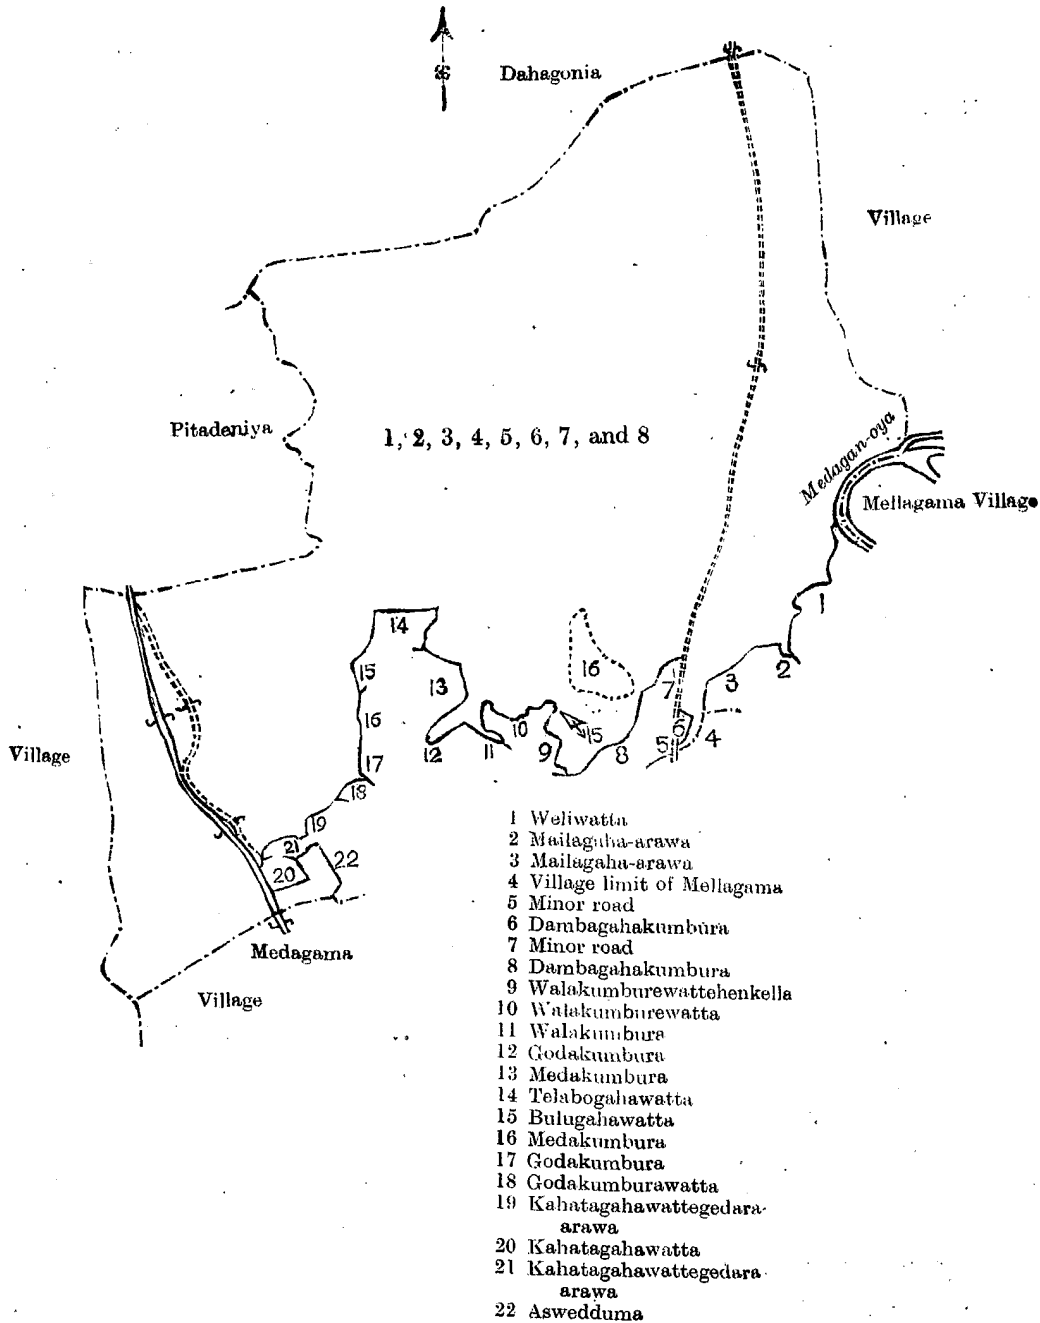 Dahagonia
Village
Pitadeniya
1, 2, 3, 4, 5, 6, 7, and 8
Medagan-oya
Mellagama Village
1
2
3
4
5
6
7
8
9
10
11
12
13
14
15
16
15
16
17
18
19
20
21
22
Village
Medagama
Village
1 Weliwatta
2 Mailagaha-arawa
3 Mailagaha-arawa
4 Village limit of Mellagama
5 Minor road
6 Dambagahakumbura
7 Minor road
8 Dambagahakumbura
9 Walakumburewattehenkella
10 Walakumburewatta
11 Walakumbura
12 Godakumbura
13 Medakumbura
14 Telabogahawatta
15 Bulugahawatta
16 Medakumbura
17 Godakumbura
18 Godakumburawatta
19 Kahatagahawattegedara-
arawa
20 Kahatagahawatta
21 Kahatagahawattegedara-
arawa
22 Aswedduma